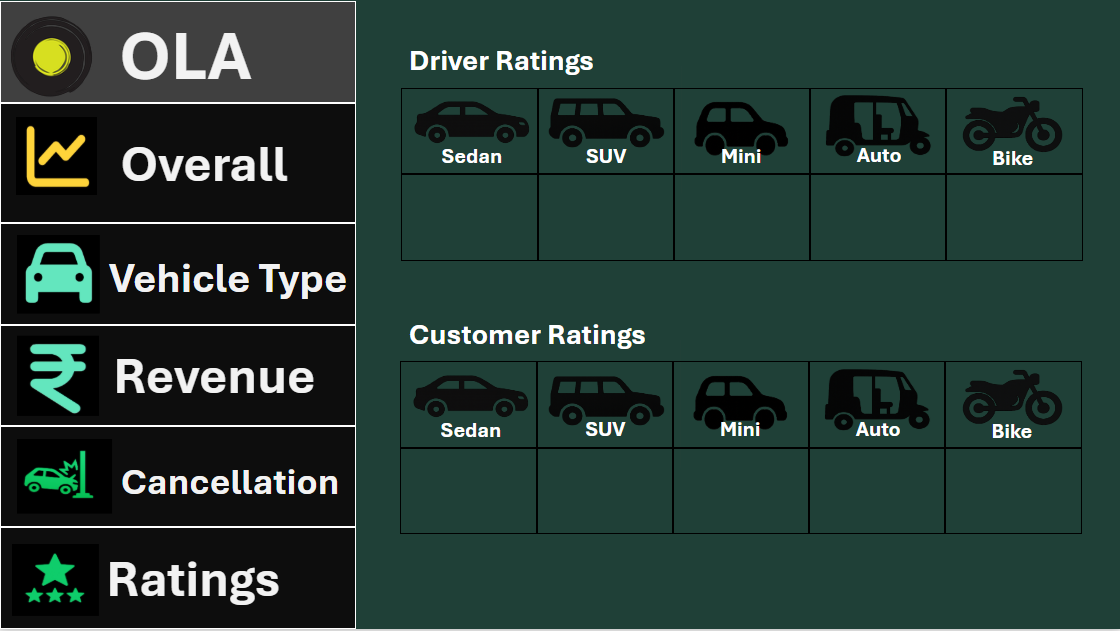 OLA
Overall
Vehicle Type
Revenue
Cancellation
Ratings
Driver Ratings
Sedan SUV Mini Auto Bike
Customer Ratings
Sedan SUV Mini Auto Bike